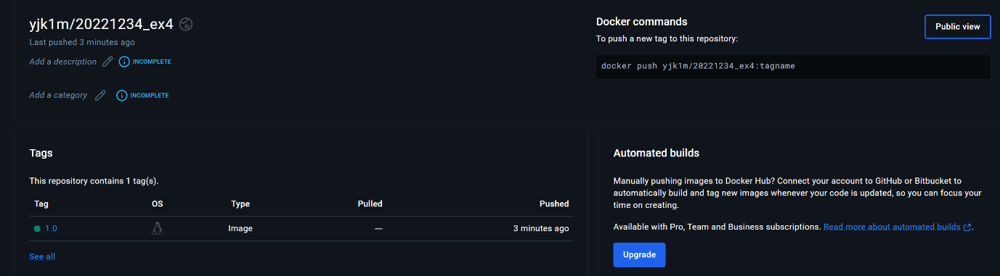 yjk1m/20221234_ex4
Last pushed 3 minutes ago
Add a description INCOMPLETE
Add a category INCOMPLETE
Docker commands
To push a new tag to this repository:
Public view
docker push yjk1m/20221234_ex4:tagname
Tags
This repository contains 1 tag(s).
Tag OS Type Pulled Pushed
1.0 Image --- 3 minutes ago
See all
Automated builds
Manually pushing images to Docker Hub? Connect your account to GitHub or Bitbucket to
automatically build and tag new images whenever your code is updated, so you can focus your
time on creating.
Available with Pro, Team and Business subscriptions. Read more about automated builds.
Upgrade